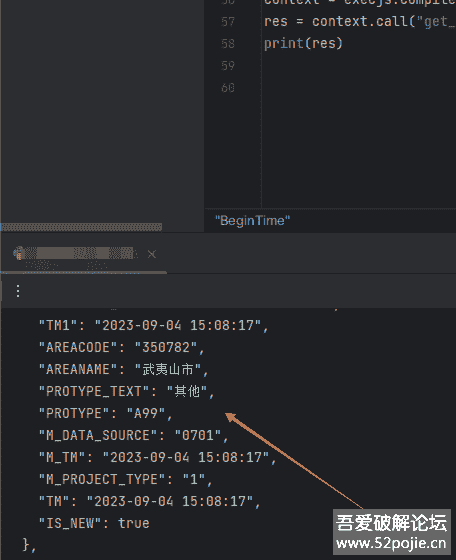 57
58
59
60
context = execjs.compile
res = context.call("get_
print(res)
"BeginTime"
"TM1": "2023-09-04 15:08:17",
"AREACODE": "350782",
"AREANAME": "武夷山市",
"PROTYPE_TEXT": "其他",
"PROTYPE": "A99",
"M_DATA_SOURCE": "0701",
"M_TM": "2023-09-04 15:08:17",
"M_PROJECT_TYPE": "1",
"TM": "2023-09-04 15:08:17",
"IS_NEW": true
},
吾爱破解论坛
www.52pojie.cn